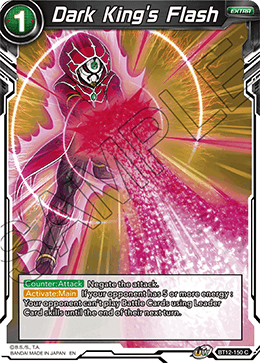 1
Dark King's Flash
EXTRA
SAMPLE
Counter:Attack Negate the attack.
Activate:Main If your opponent has 5 or more energy :
Your opponent can't play Battle Cards using Leader
Card skills until the end of their next turn.
©B.S./S., T.A.
BANDAI MADE IN JAPAN EN
BT12-150 C